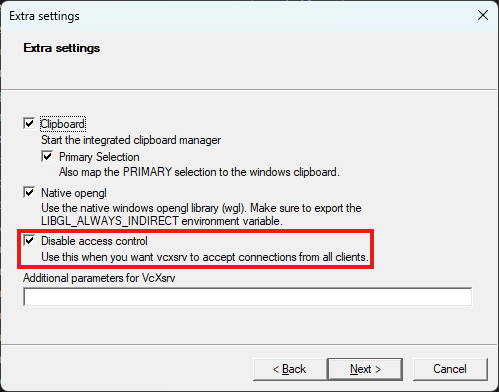 Extra settings
Extra settings
Clipboard
Start the integrated clipboard manager
Primary Selection
Also map the PRIMARY selection to the windows clipboard.
Native opengl
Use the native windows opengl library (wgl). Make sure to export the
LIBGL_ALWAYS_INDIRECT environment variable.
Disable access control
Use this when you want vcxsrv to accept connections from all clients.
Additional parameters for VcXsrv
< Back
Next >
Cancel